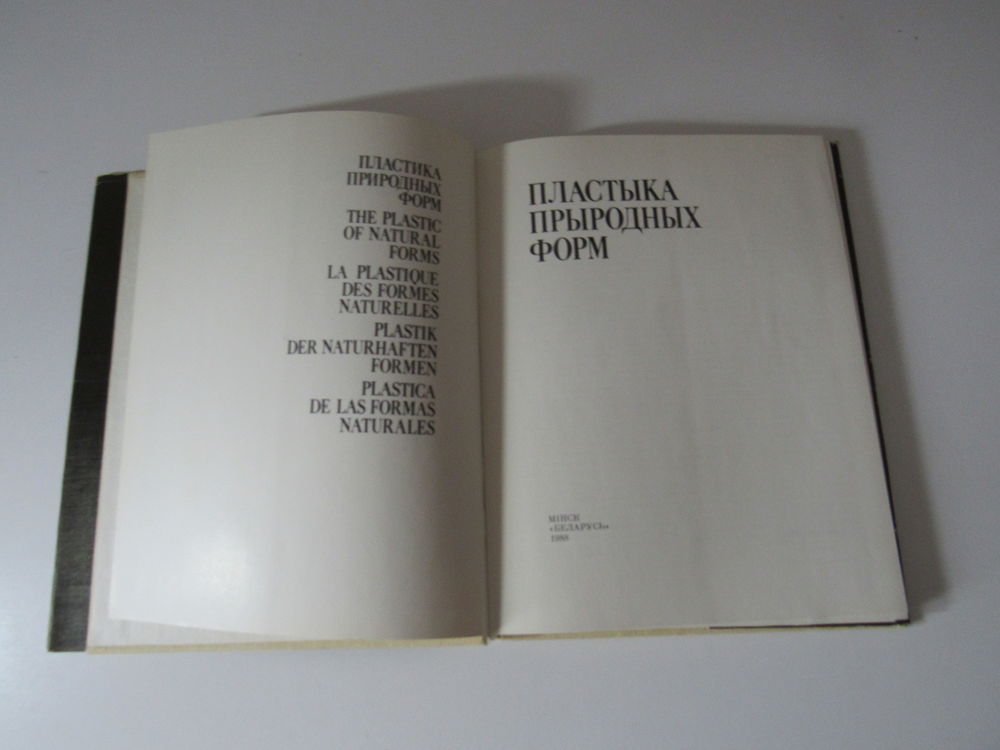 ПЛАСТИКА
ПРИРОДНЫХ
ФОРМ
THE PLASTIC
OF NATURAL
FORMS
LA PLASTIQUE
DES FORMES
NATURELLES
PLASTIK
DER NATURHAFTEN
FORMEN
PLASTICA
DE LAS FORMAS
NATURALES
ПЛАСТЫКА
ПРЫРОДНЫХ
ФОРМ
МІНСК
«БЕЛАРУСЬ»
1988